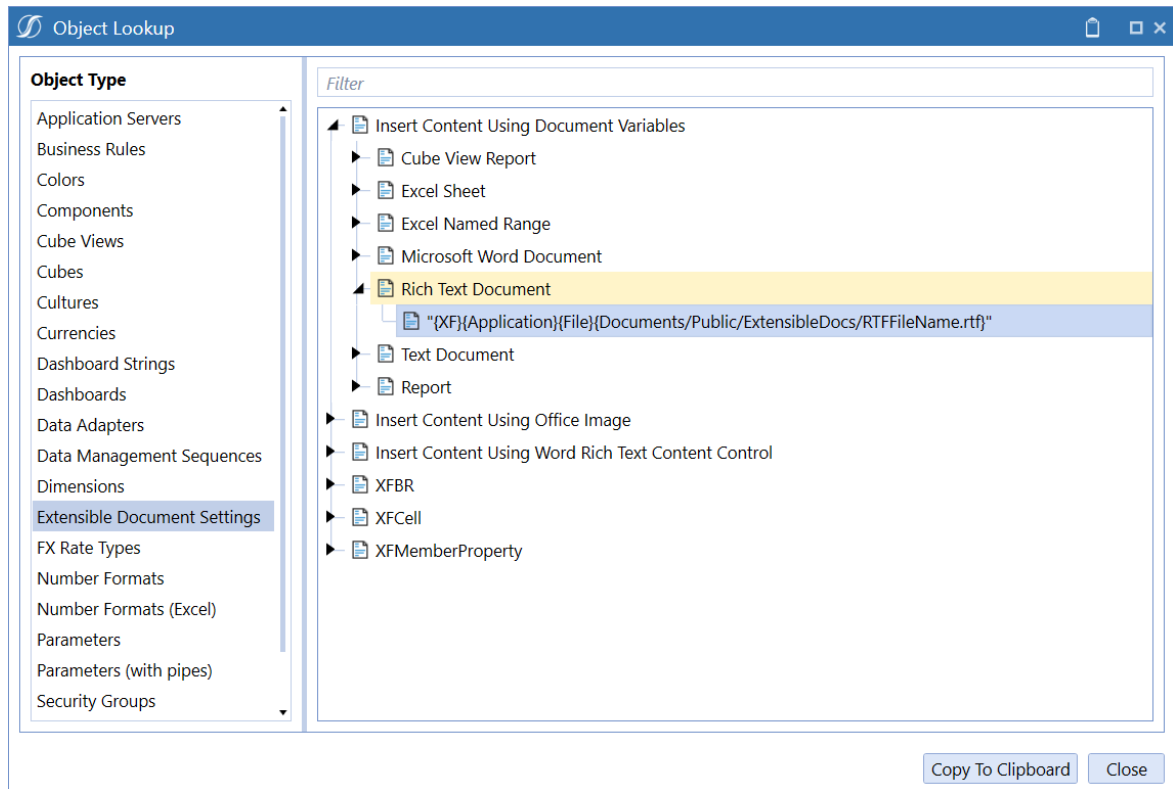 Object Lookup
Object Type
Application Servers
Business Rules
Colors
Components
Cube Views
Cubes
Cultures
Currencies
Dashboard Strings
Dashboards
Data Adapters
Data Management Sequences
Dimensions
Extensible Document Settings
FX Rate Types
Number Formats
Number Formats (Excel)
Parameters
Parameters (with pipes)
Security Groups
Filter
Insert Content Using Document Variables
Cube View Report
Excel Sheet
Excel Named Range
Microsoft Word Document
Rich Text Document
"{XF}{Application}{File}{Documents/Public/ExtensibleDocs/RTFFileName.rtf}"
Text Document
Report
Insert Content Using Office Image
Insert Content Using Word Rich Text Content Control
XFBR
XFCell
XFMemberProperty
Copy To Clipboard
Close